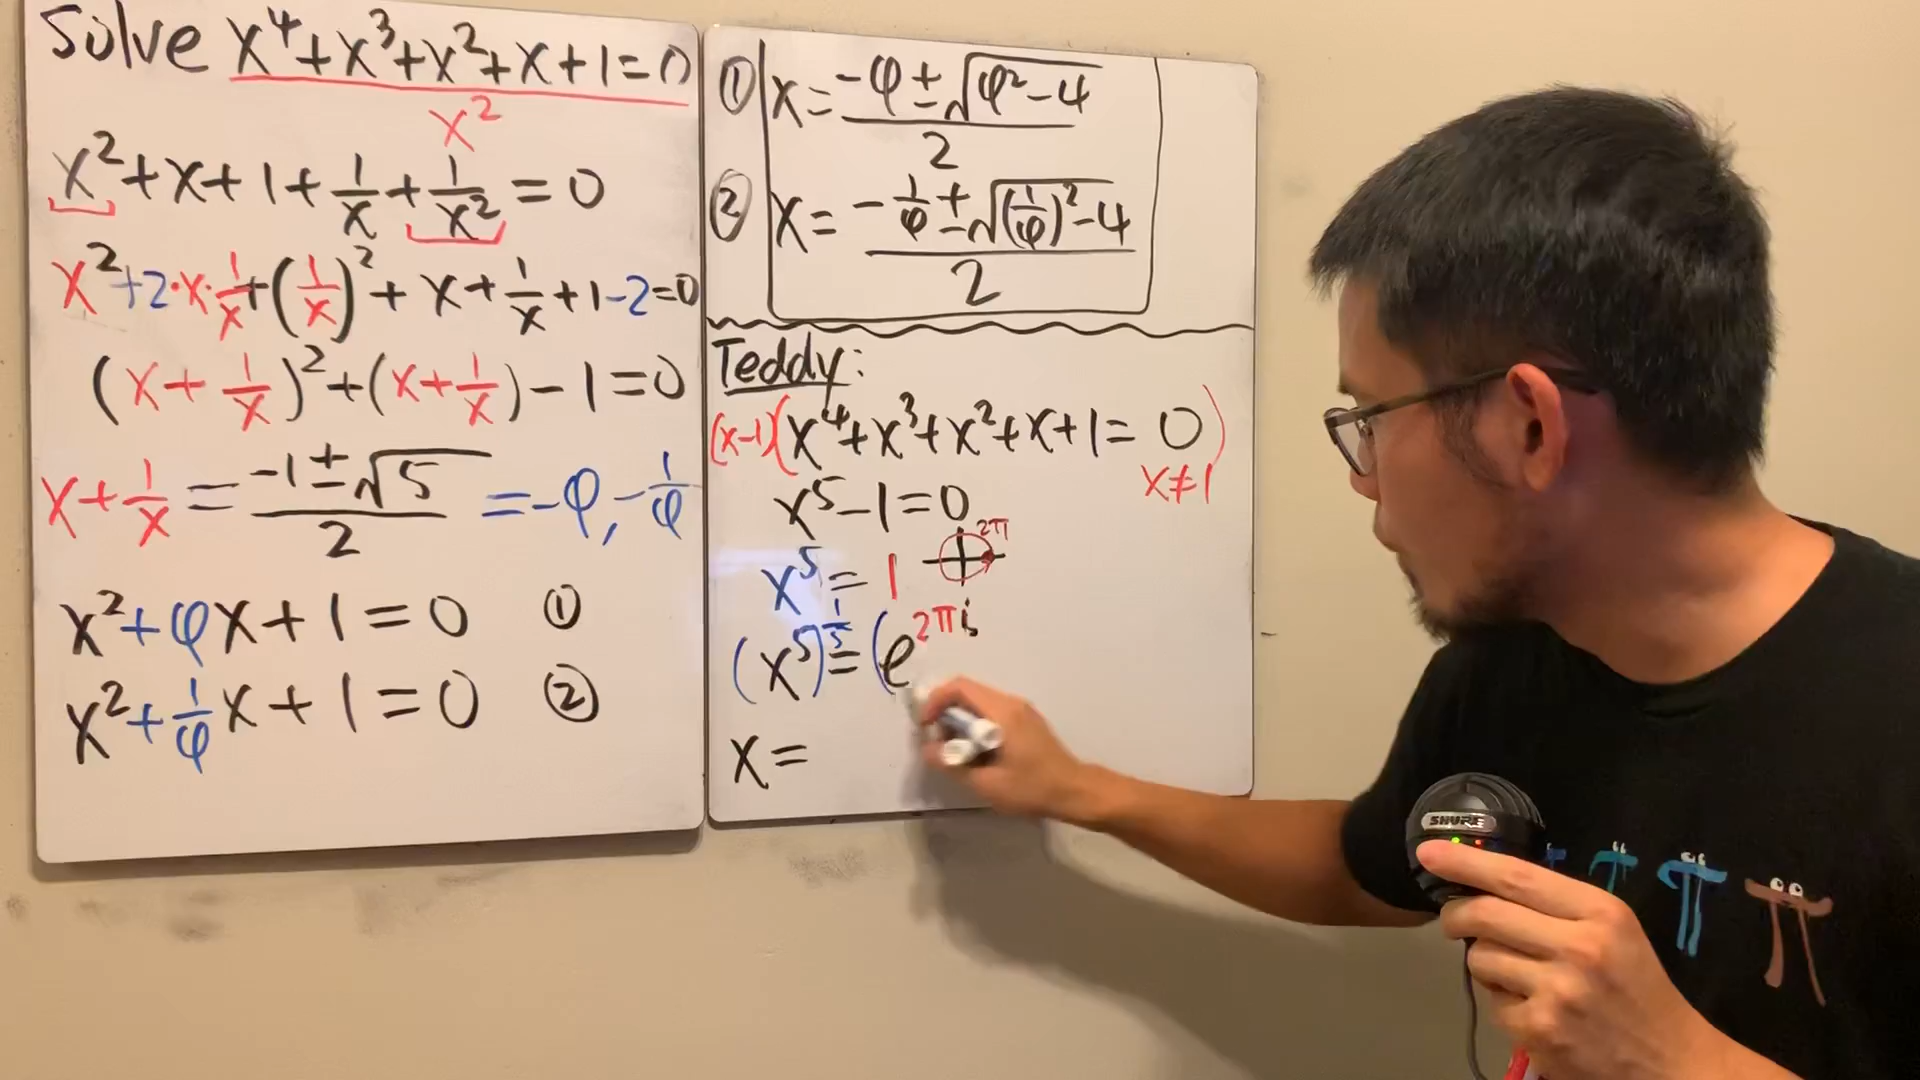 Solve x⁴+x³+x²+x+1=0
x²
x²+x+1+1/x+1/x²=0
x²+2·x·1/x+(1/x)²+x+1/x+1-2=0
(x+1/x)²+(x+1/x)-1=0
x+1/x=(-1±√5)/2=-φ,-1/φ
x²+φx+1=0 ①
x²+1/φx+1=0 ②
① x=(-φ±√(φ²-4))/2
② x=(-1/φ±√((1/φ)²-4))/2
Teddy:
(x-1)(x⁴+x³+x²+x+1=0)
x≠1
x⁵-1=0
2π
x⁵=1
(x⁵)^(1/5)=(e^(2πi
x=
SHURE